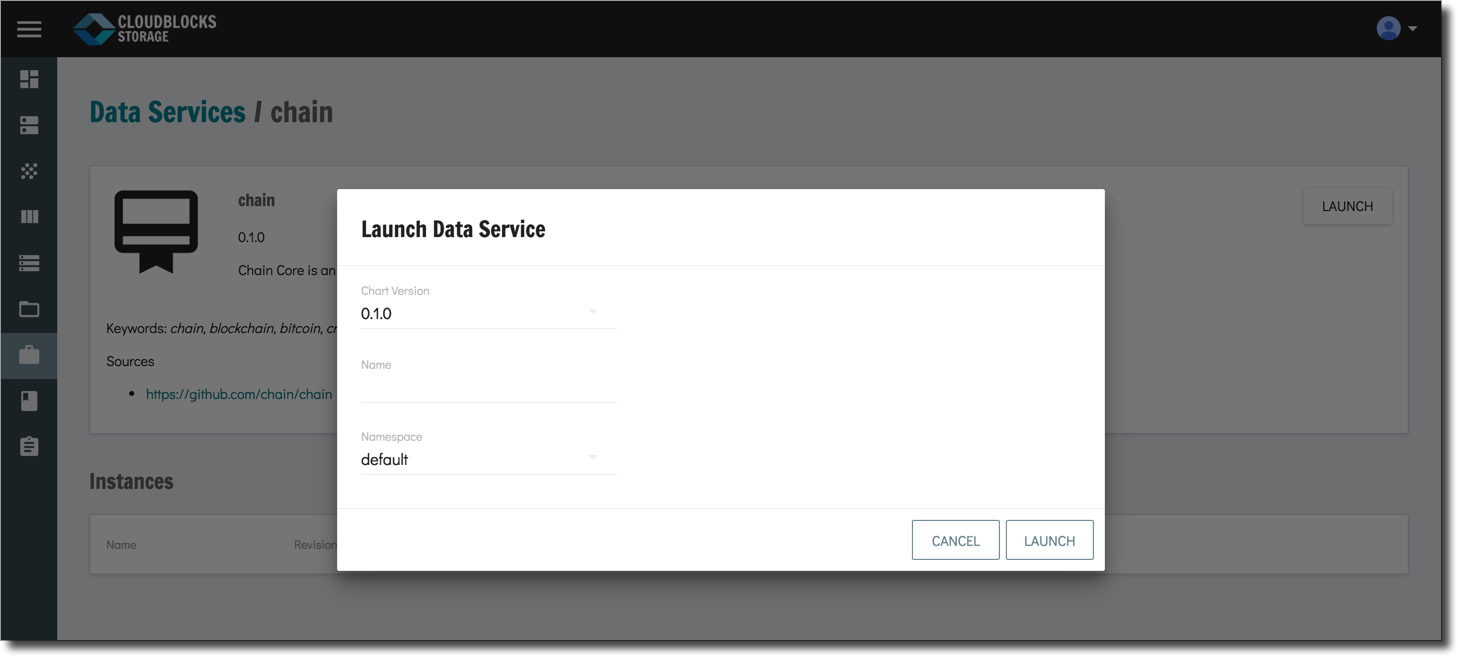 CLOUDBLOCKS
STORAGE
Data Services / chain
chain
0.1.0
Chain Core is an
LAUNCH
Keywords: chain, blockchain, bitcoin, cr
Sources
https://github.com/chain/chain
Launch Data Service
Chart Version
0.1.0
Name
Namespace
default
CANCEL LAUNCH
Instances
Name Revision